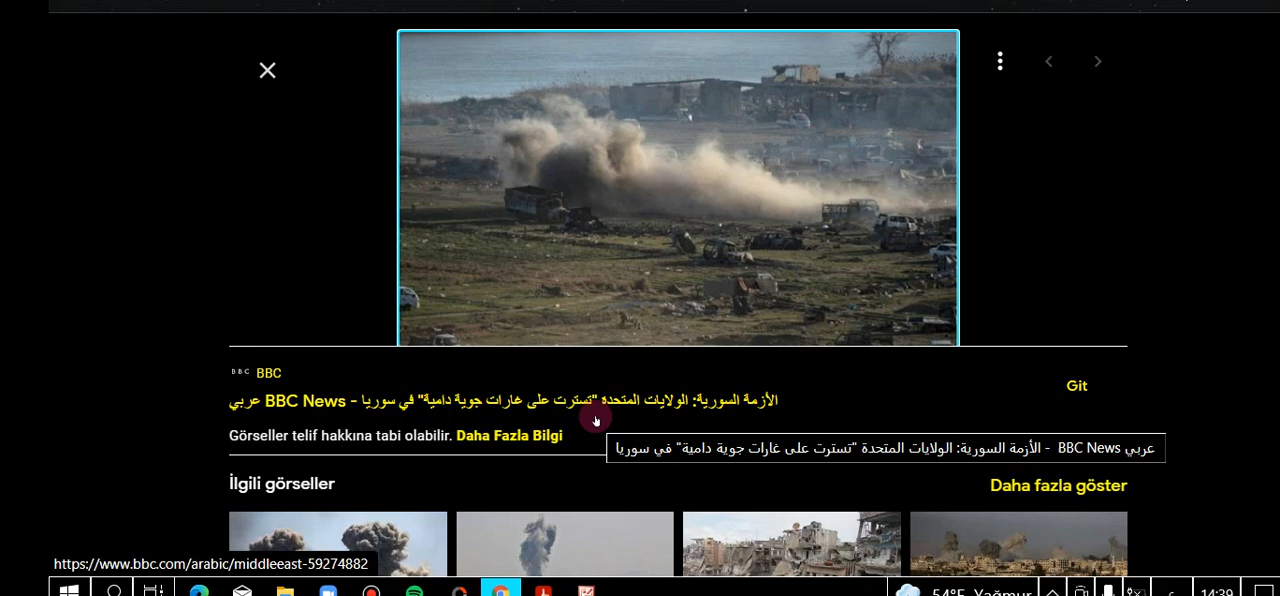 BBC BBC
الأزمة السورية: الولايات المتحدة "تسترت على غارات جوية دامية" في سوريا - BBC News عربي
Git
Görseller telif hakkına tabi olabilir. Daha Fazla Bilgi
عربي BBC News - الأزمة السورية: الولايات المتحدة "تسترت على غارات جوية دامية" في سوريا
İlgili görseller
Daha fazla göster
https://www.bbc.com/arabic/middleeast-59274882
54°F Yağmur
14:39